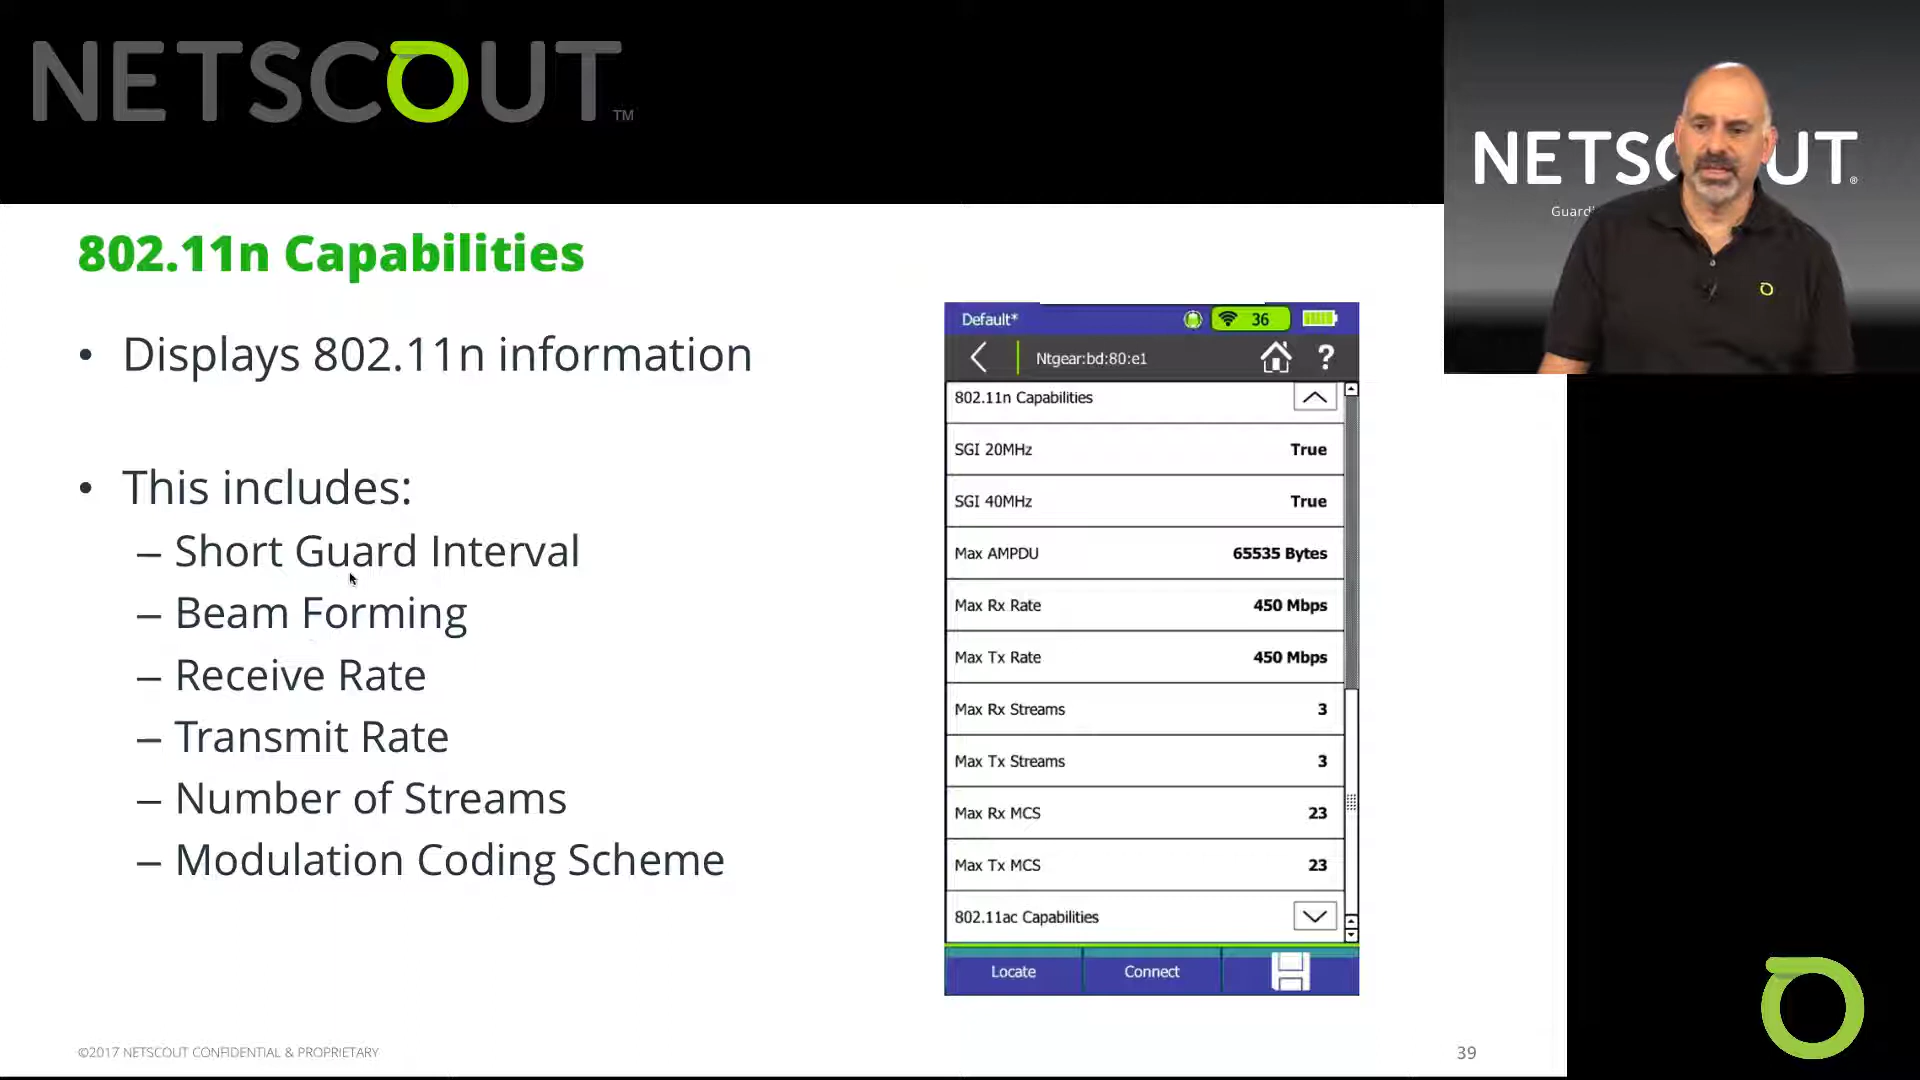 NETSCOUT™
NETSCOUT®
Guardi
802.11n Capabilities
• Displays 802.11n information
• This includes:
– Short Guard Interval
– Beam Forming
– Receive Rate
– Transmit Rate
– Number of Streams
– Modulation Coding Scheme
Default*
36
Ntgear:bd:80:e1
?
802.11n Capabilities
SGI 20MHz True
SGI 40MHz True
Max AMPDU 65535 Bytes
Max Rx Rate 450 Mbps
Max Tx Rate 450 Mbps
Max Rx Streams 3
Max Tx Streams 3
Max Rx MCS 23
Max Tx MCS 23
802.11ac Capabilities
Locate Connect
©2017 NETSCOUT CONFIDENTIAL & PROPRIETARY
39